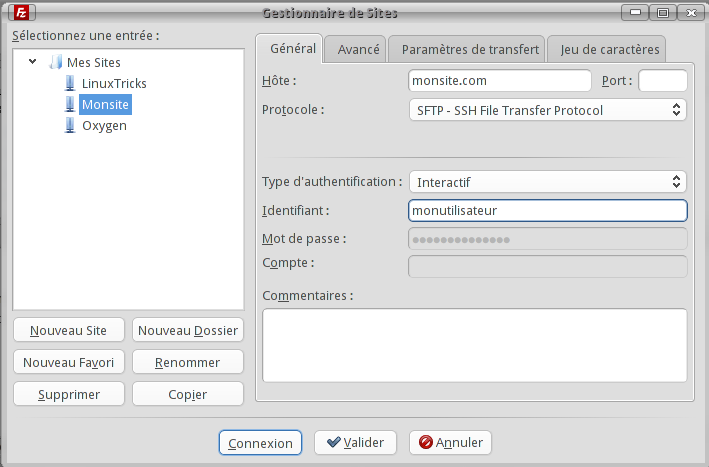 Fz
Gestionnaire de Sites
Sélectionnez une entrée :
Mes Sites
LinuxTricks
Monsite
Oxygen
Nouveau Site
Nouveau Dossier
Nouveau Favori
Renommer
Supprimer
Copier
Général
Avancé
Paramètres de transfert
Jeu de caractères
Hôte :
monsite.com
Port :
Protocole :
SFTP - SSH File Transfer Protocol
Type d'authentification :
Interactif
Identifiant :
monutilisateur
Mot de passe :
●●●●●●●●●●●●●●
Compte :
Commentaires :
Connexion
Valider
Annuler